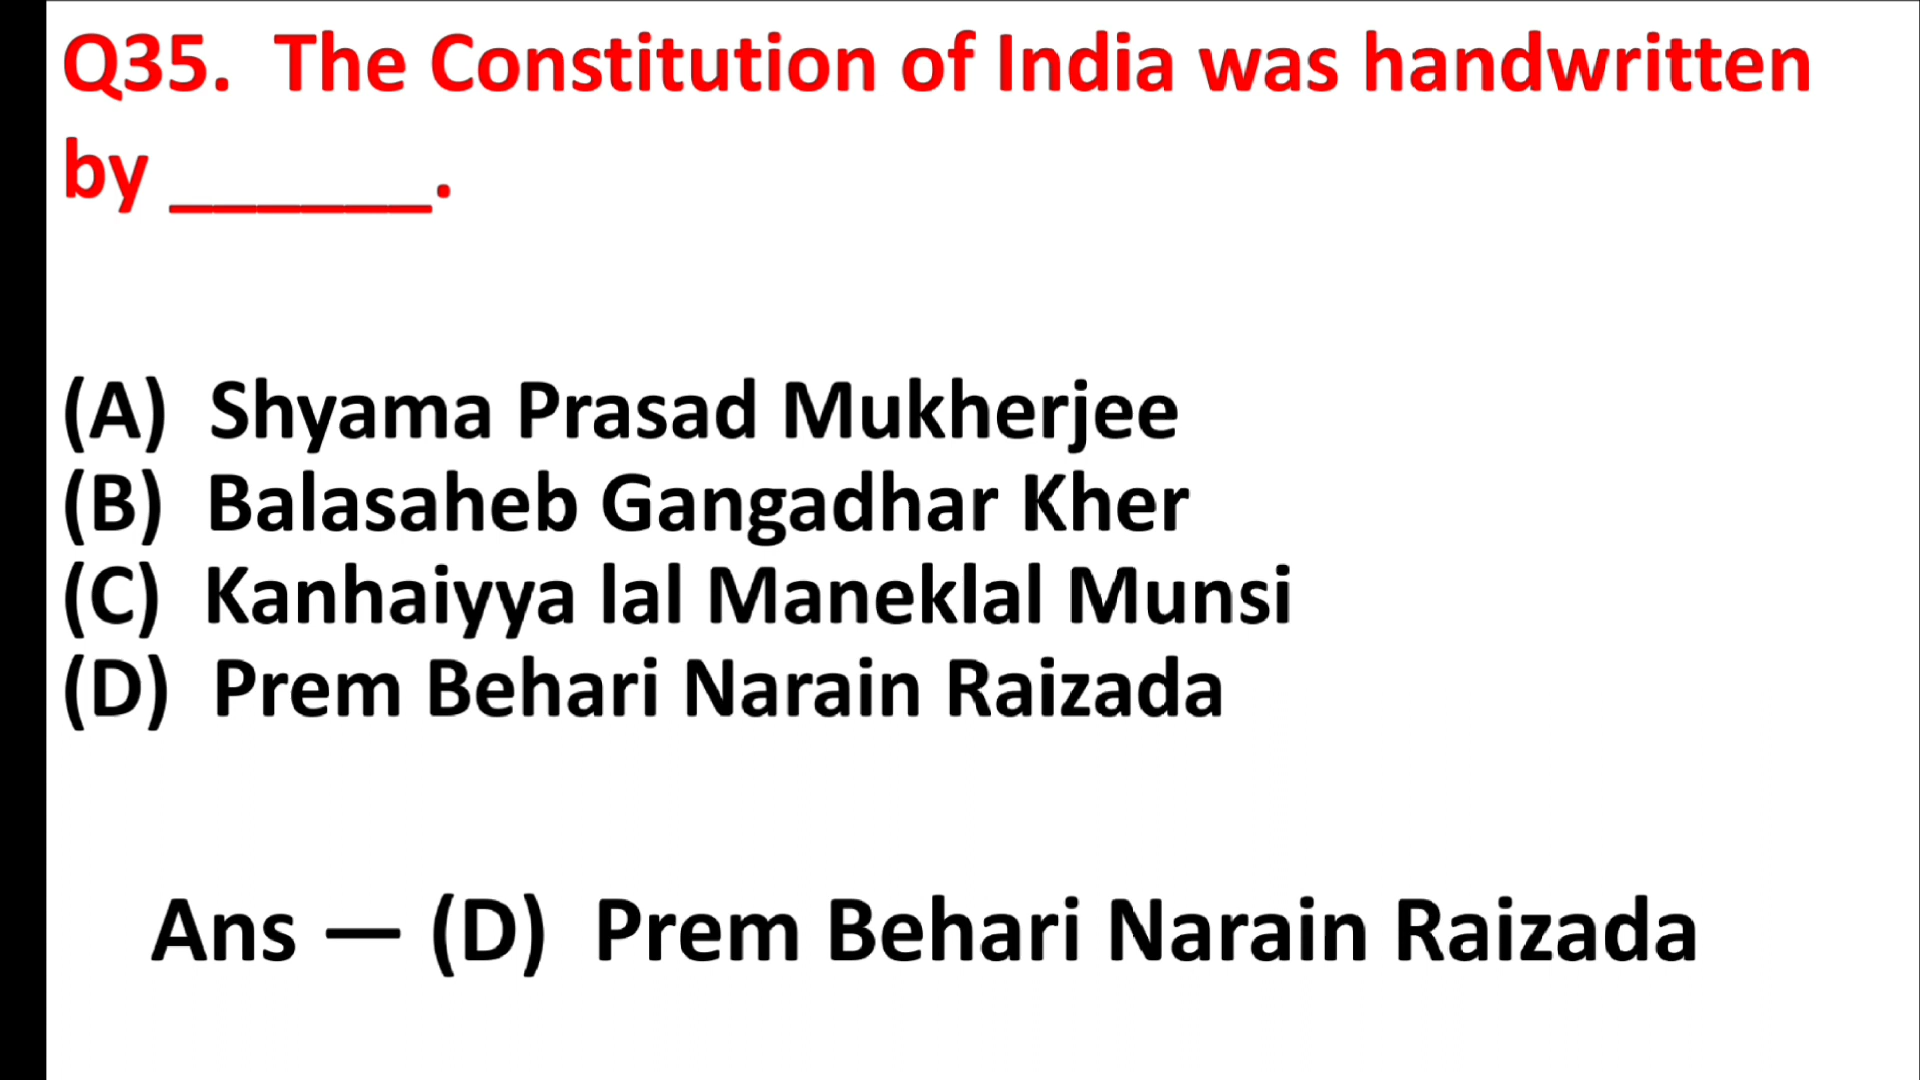 Q35. The Constitution of India was handwritten
by ______.
(A) Shyama Prasad Mukherjee
(B) Balasaheb Gangadhar Kher
(C) Kanhaiyya lal Maneklal Munsi
(D) Prem Behari Narain Raizada
Ans — (D) Prem Behari Narain Raizada